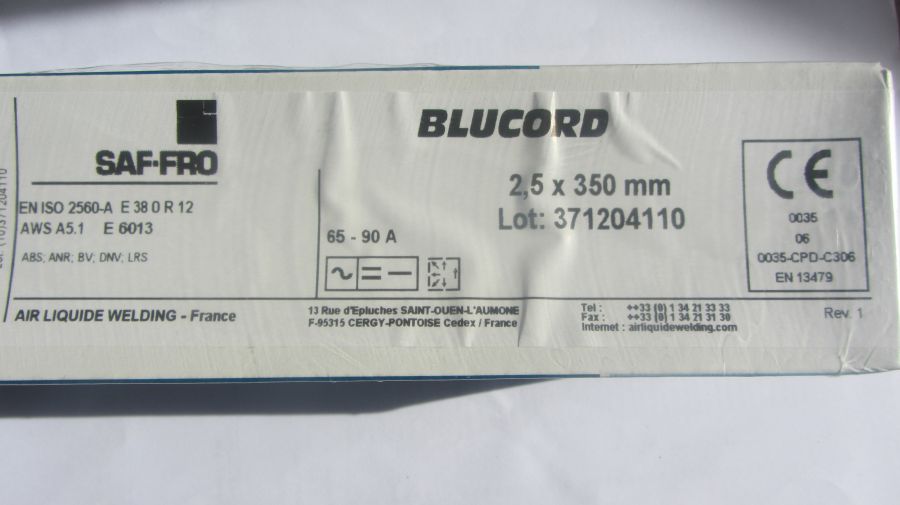 SAF-FRO
EN ISO 2560-A E 38 0 R 12
AWS A5.1 E 6013
ABS; ANR; BV; DNV; LRS
AIR LIQUIDE WELDING - France
BLUCORD
2,5 x 350 mm
Lot: 371204110
65 - 90 A
13 Rue d'Epluches SAINT-OUEN-L'AUMONE
F-95315 CERGY-PONTOISE Cedex / France
Tel : ++33 (0) 1 34 21 33 33
Fax : ++33 (0) 1 34 21 31 30
Internet : airliquidewelding.com
CE
0035
06
0035-CPD-C306
EN 13479
Rev. 1
(10)371204110